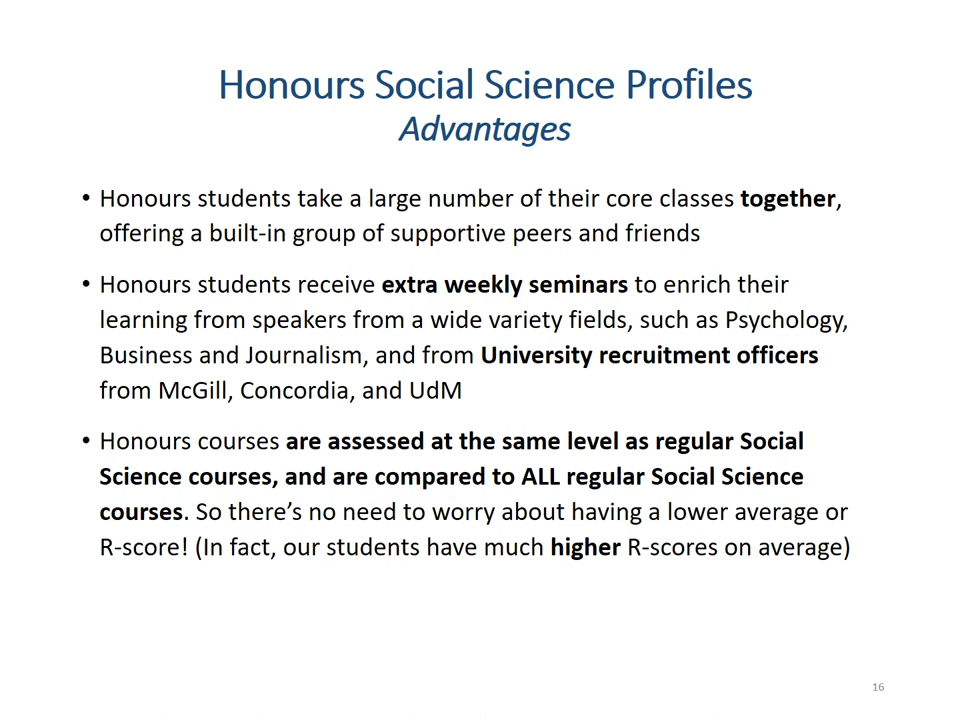 Honours Social Science Profiles
Advantages
• Honours students take a large number of their core classes together,
offering a built-in group of supportive peers and friends
• Honours students receive extra weekly seminars to enrich their
learning from speakers from a wide variety fields, such as Psychology,
Business and Journalism, and from University recruitment officers
from McGill, Concordia, and UdM
• Honours courses are assessed at the same level as regular Social
Science courses, and are compared to ALL regular Social Science
courses. So there’s no need to worry about having a lower average or
R-score! (In fact, our students have much higher R-scores on average)
16